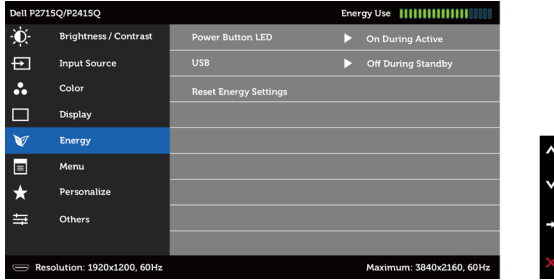 Dell P2715Q/P2415Q Energy Use
Brightness / Contrast Power Button LED On During Active
Input Source USB Off During Standby
Color Reset Energy Settings
Display
Energy
Menu
Personalize
Others
Resolution: 1920x1200, 60Hz Maximum: 3840x2160, 60Hz